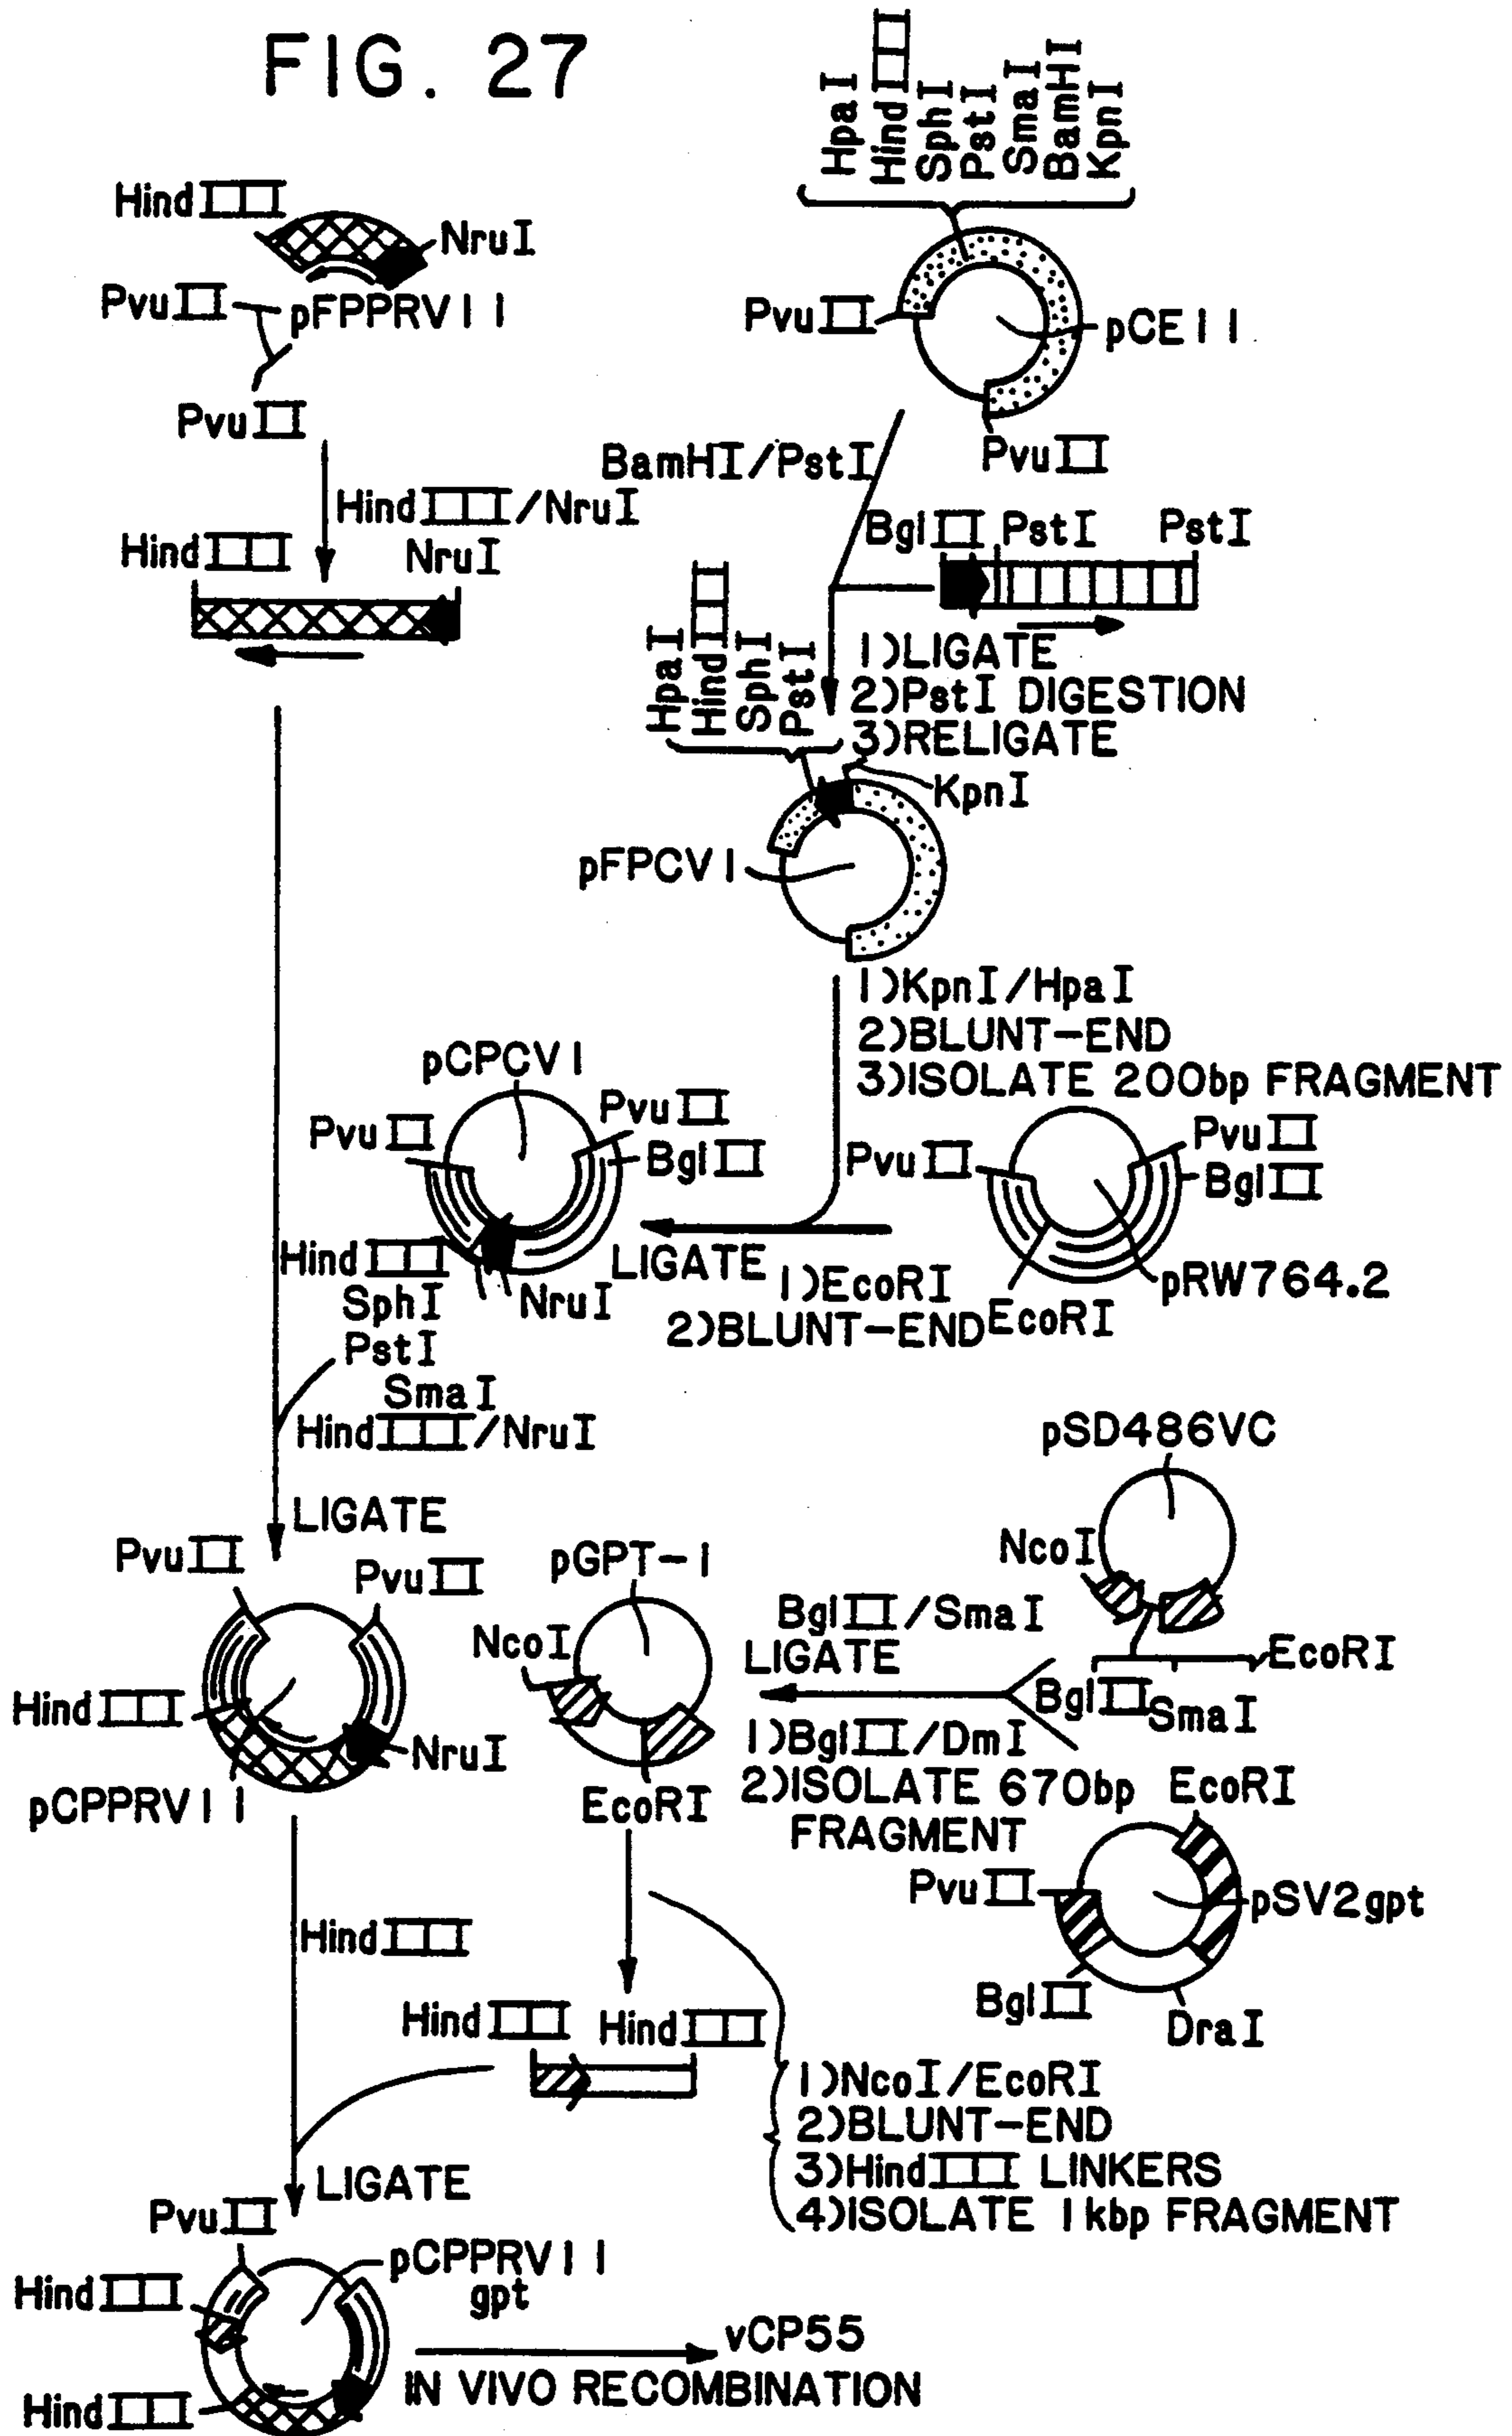 FIG. 27
HpaI
HindIII
SphI
PstI
SmaI
BamHI
KpnI
HindIII
NruI
PvuII
pFPPRV11
PvuII
PvuII
pCE11
PvuII
BamHI/PstI
HindIII/NruI
HindIII
NruI
BglII
PstI
PstI
HpaI
HindIII
SphI
PstI
1)LIGATE
2)PstI DIGESTION
3)RELIGATE
KpnI
pFPCV1
1)KpnI/HpaI
2)BLUNT-END
3)ISOLATE 200bp FRAGMENT
pCPCV1
PvuII
PvuII
BglII
PvuII
PvuII
BglII
HindIII
SphI
PstI
NruI
LIGATE
1)EcoRI
2)BLUNT-END
EcoRI
pRW764.2
SmaI
HindIII/NruI
LIGATE
pSD486VC
NcoI
EcoRI
BglII
SmaI
PvuII
PvuII
HindIII
NruI
pCPPRV11
pGPT-1
NcoI
EcoRI
BglII/SmaI
LIGATE
1)BglII/DmI
2)ISOLATE 670bp
FRAGMENT
EcoRI
PvuII
pSV2gpt
BglII
DraI
HindIII
HindIII
HindIII
1)NcoI/EcoRI
2)BLUNT-END
3)HindIII LINKERS
4)ISOLATE 1kbp FRAGMENT
LIGATE
PvuII
HindIII
pCPPRV11
gpt
HindIII
vCP55
IN VIVO RECOMBINATION